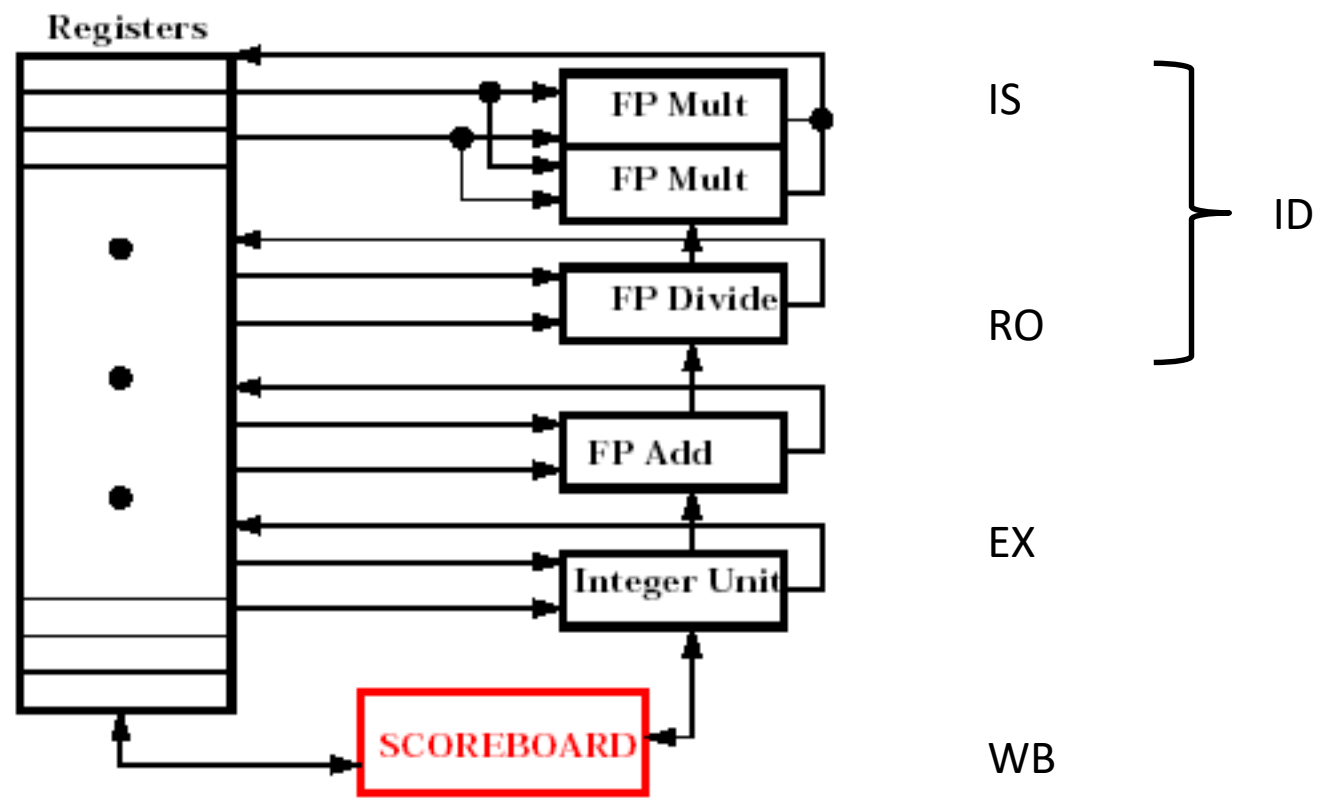 Registers
FP Mult
FP Mult
FP Divide
FP Add
Integer Unit
SCOREBOARD
IS
RO
EX
WB
ID